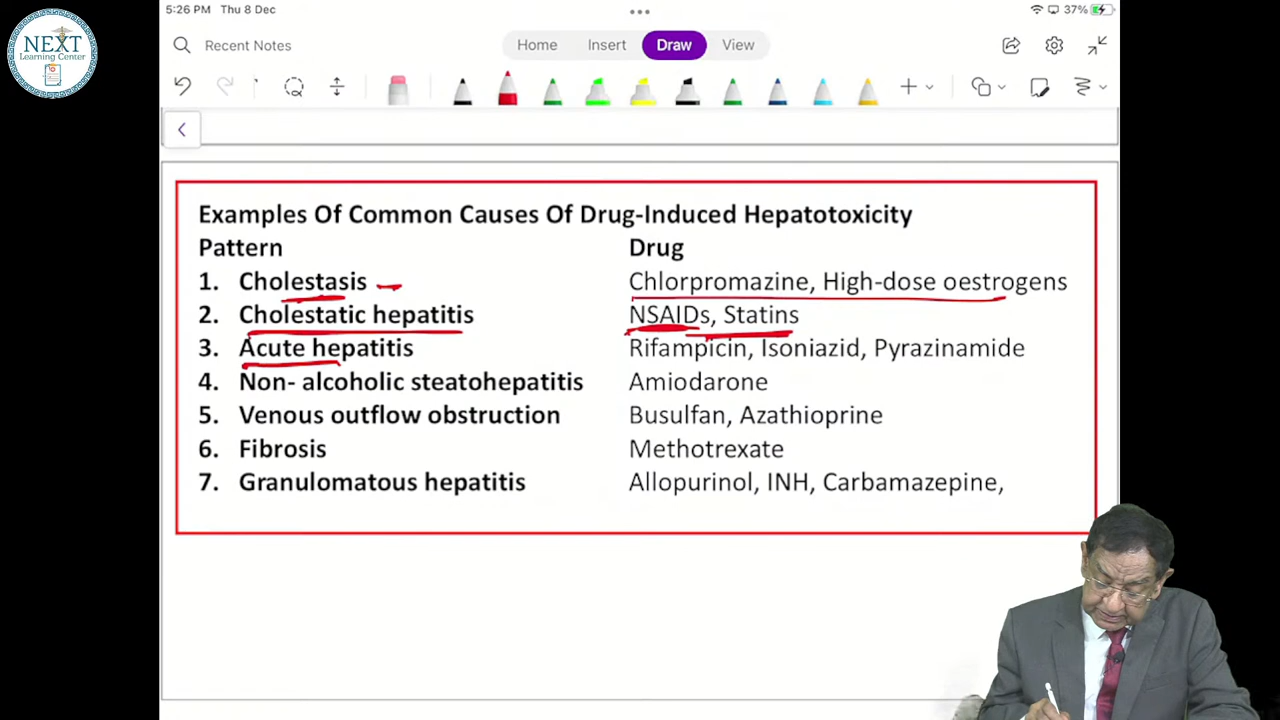 5:26 PM Thu 8 Dec
37%
NEXT
Learning Center
Recent Notes
Home Insert Draw View
Examples Of Common Causes Of Drug-Induced Hepatotoxicity
Pattern Drug
1. Cholestasis Chlorpromazine, High-dose oestrogens
2. Cholestatic hepatitis NSAIDs, Statins
3. Acute hepatitis Rifampicin, Isoniazid, Pyrazinamide
4. Non- alcoholic steatohepatitis Amiodarone
5. Venous outflow obstruction Busulfan, Azathioprine
6. Fibrosis Methotrexate
7. Granulomatous hepatitis Allopurinol, INH, Carbamazepine,